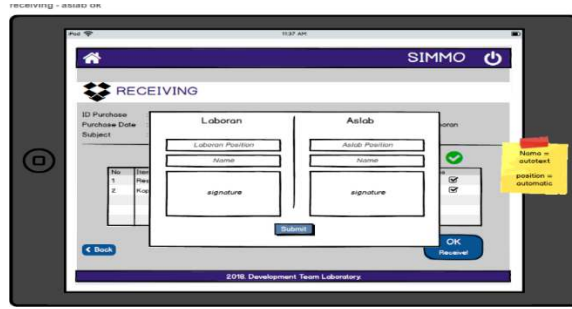 receiving - aslab ok
iPad
11:37 AM
SIMMO
RECEIVING
ID Purchase
Purchase Date
Subject
Laboran
Aslab
Laboran Position
Aslab Position
Name
Name
signature
signature
Submit
No
1
2
Back
OK
Receive!
2018. Development Team Laboratory.
Name =
autotext
position =
automatic